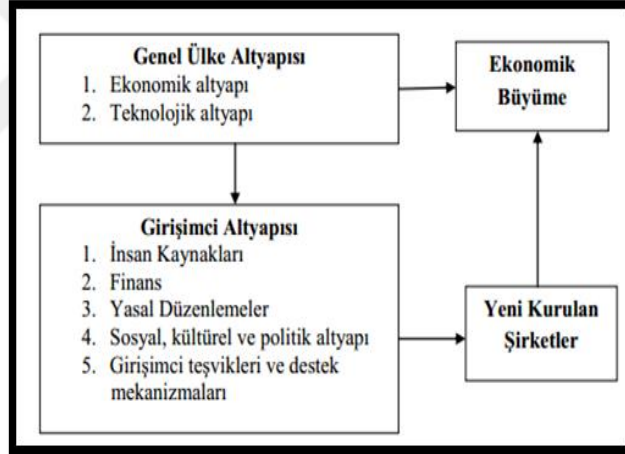 Genel Ülke Altyapısı
1. Ekonomik altyapı
2. Teknolojik altyapı
Ekonomik
Büyüme
Girişimci Altyapısı
1. İnsan Kaynakları
2. Finans
3. Yasal Düzenlemeler
4. Sosyal, kültürel ve politik altyapı
5. Girişimci teşvikleri ve destek
mekanizmaları
Yeni Kurulan
Şirketler